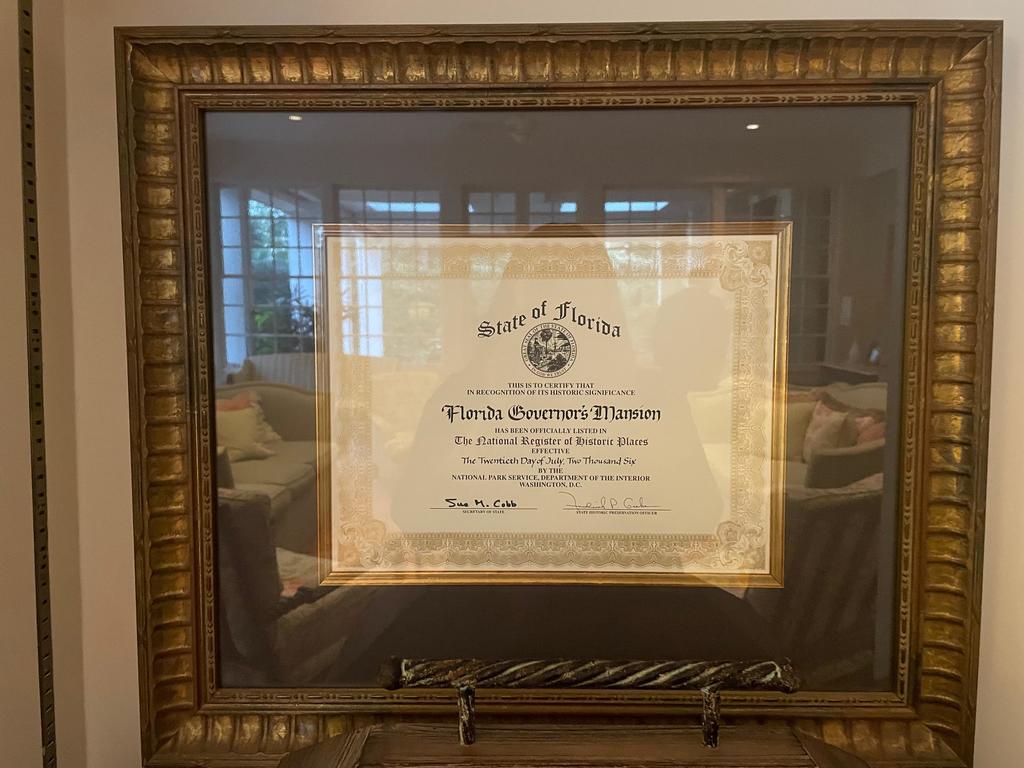 State of Florida
THIS IS TO CERTIFY THAT
IN RECOGNITION OF ITS HISTORIC SIGNIFICANCE
Florida Governor's Mansion
HAS BEEN OFFICIALLY LISTED IN
The National Register of Historic Places
EFFECTIVE
The Twentieth Day of July, Two Thousand Six
BY THE
NATIONAL PARK SERVICE, DEPARTMENT OF THE INTERIOR
WASHINGTON, D.C.
Sue M. Cobb
SECRETARY OF STATE
STATE HISTORIC PRESERVATION OFFICER